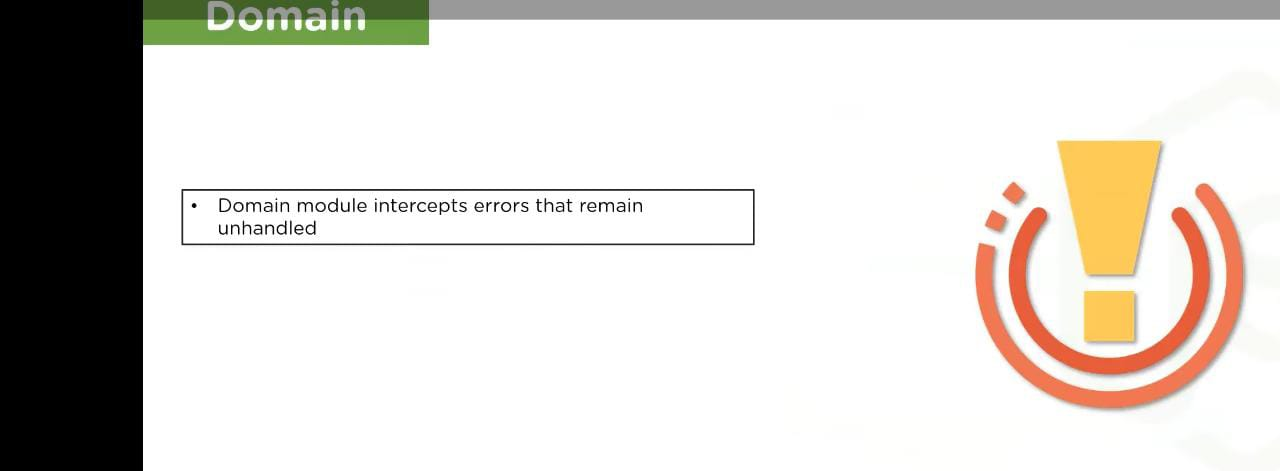 Domain
• Domain module intercepts errors that remain
unhandled